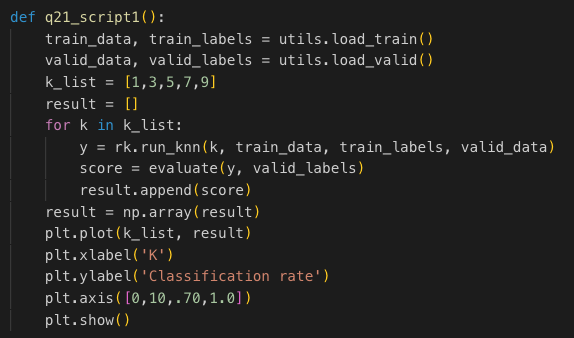 def q21_script1():
    train_data, train_labels = utils.load_train()
    valid_data, valid_labels = utils.load_valid()
    k_list = [1,3,5,7,9]
    result = []
    for k in k_list:
        y = rk.run_knn(k, train_data, train_labels, valid_data)
        score = evaluate(y, valid_labels)
        result.append(score)
    result = np.array(result)
    plt.plot(k_list, result)
    plt.xlabel('K')
    plt.ylabel('Classification rate')
    plt.axis([0,10,.70,1.0])
    plt.show()